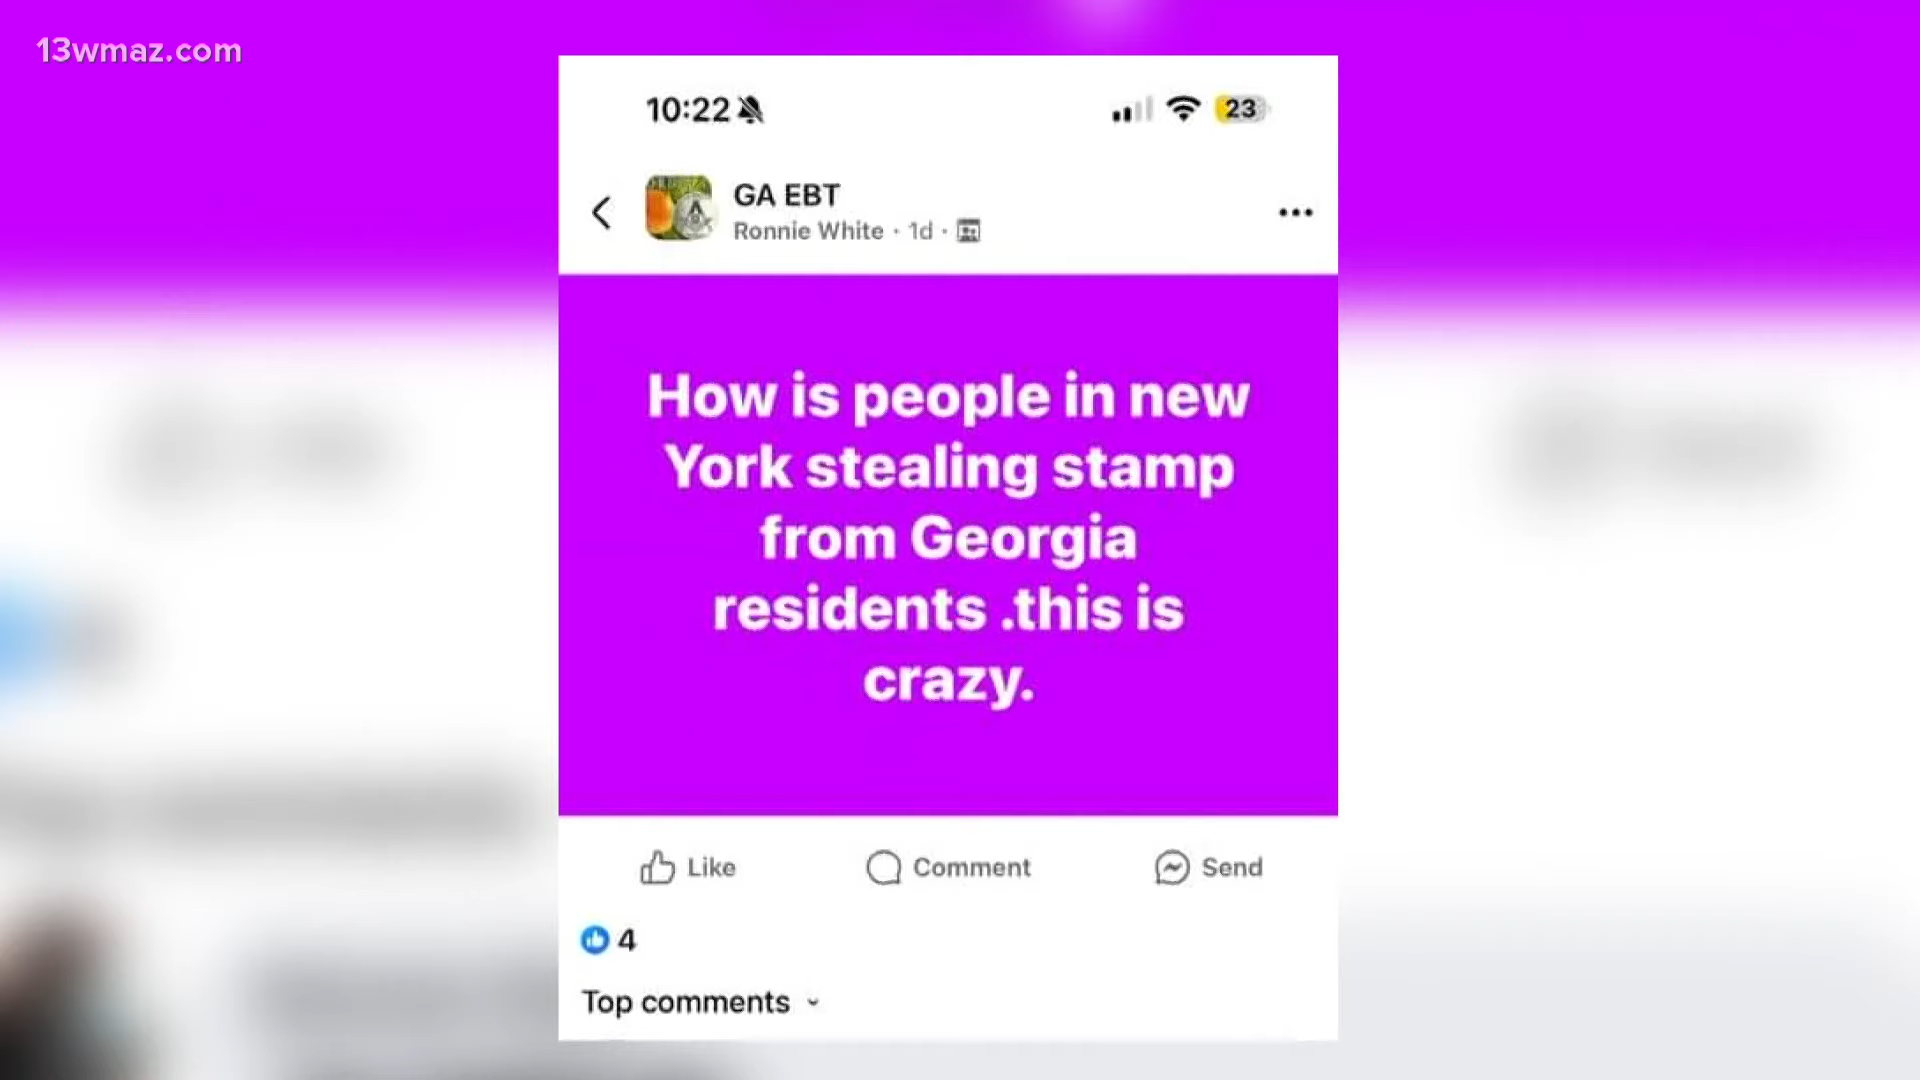 13wmaz.com
10:22
23
GA EBT
Ronnie White · 1d ·
How is people in new
York stealing stamp
from Georgia
residents .this is
crazy.
Like
Comment
Send
4
Top comments